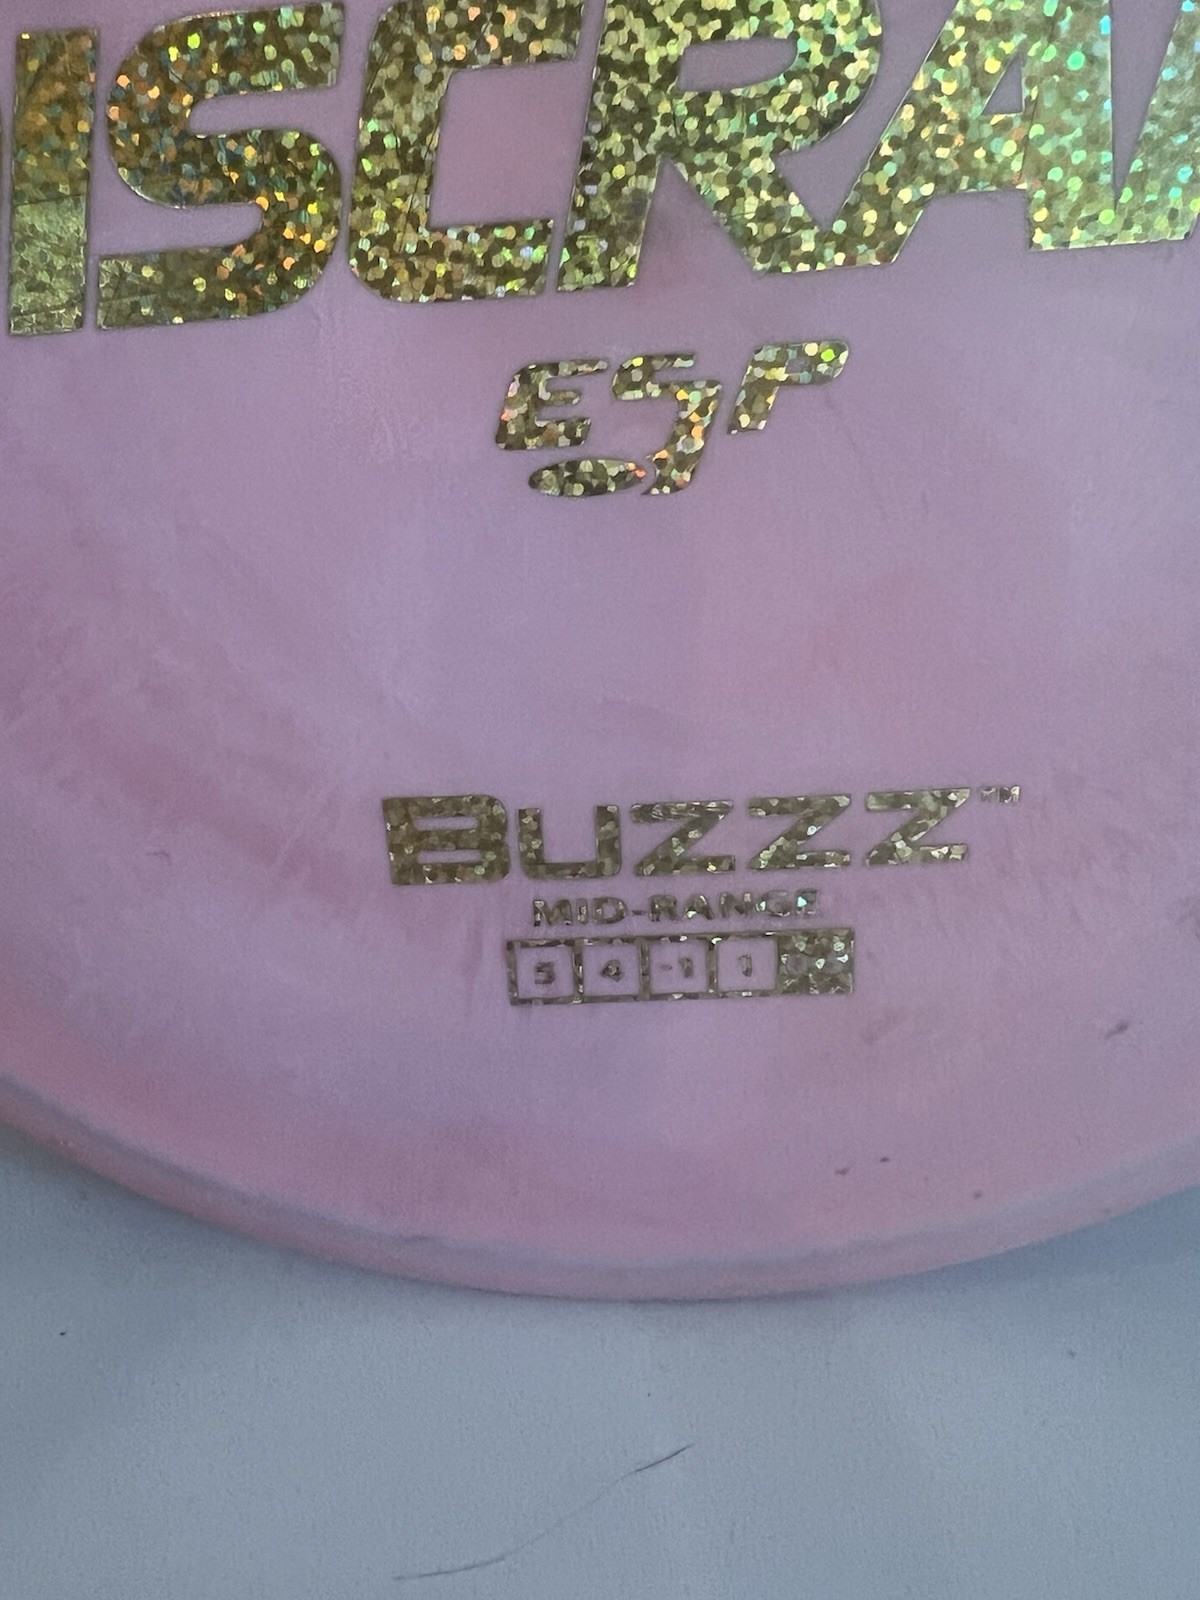 ISCRA
ESP
BUZZZ™
MID-RANGE
5 4 -1 1